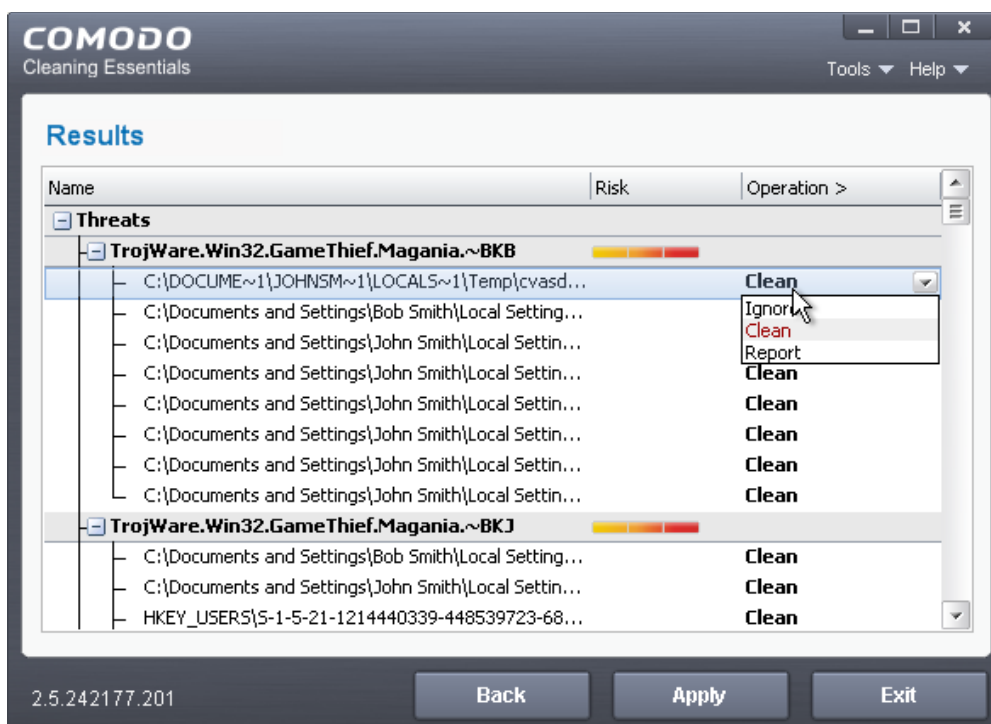 COMODO
Cleaning Essentials
Tools Help
Results
Name Risk Operation >
Threats
TrojWare.Win32.GameThief.Magania.~BKB
C:\DOCUME~1\JOHNSM~1\LOCALS~1\Temp\cvasd... Clean
C:\Documents and Settings\Bob Smith\Local Setting... Ignore
C:\Documents and Settings\John Smith\Local Settin... Clean
Report
C:\Documents and Settings\John Smith\Local Settin... Clean
C:\Documents and Settings\John Smith\Local Settin... Clean
C:\Documents and Settings\John Smith\Local Settin... Clean
C:\Documents and Settings\John Smith\Local Settin... Clean
C:\Documents and Settings\John Smith\Local Settin... Clean
TrojWare.Win32.GameThief.Magania.~BKJ
C:\Documents and Settings\Bob Smith\Local Setting... Clean
C:\Documents and Settings\John Smith\Local Settin... Clean
HKEY_USERS\S-1-5-21-1214440339-448539723-68... Clean
2.5.242177.201 Back Apply Exit